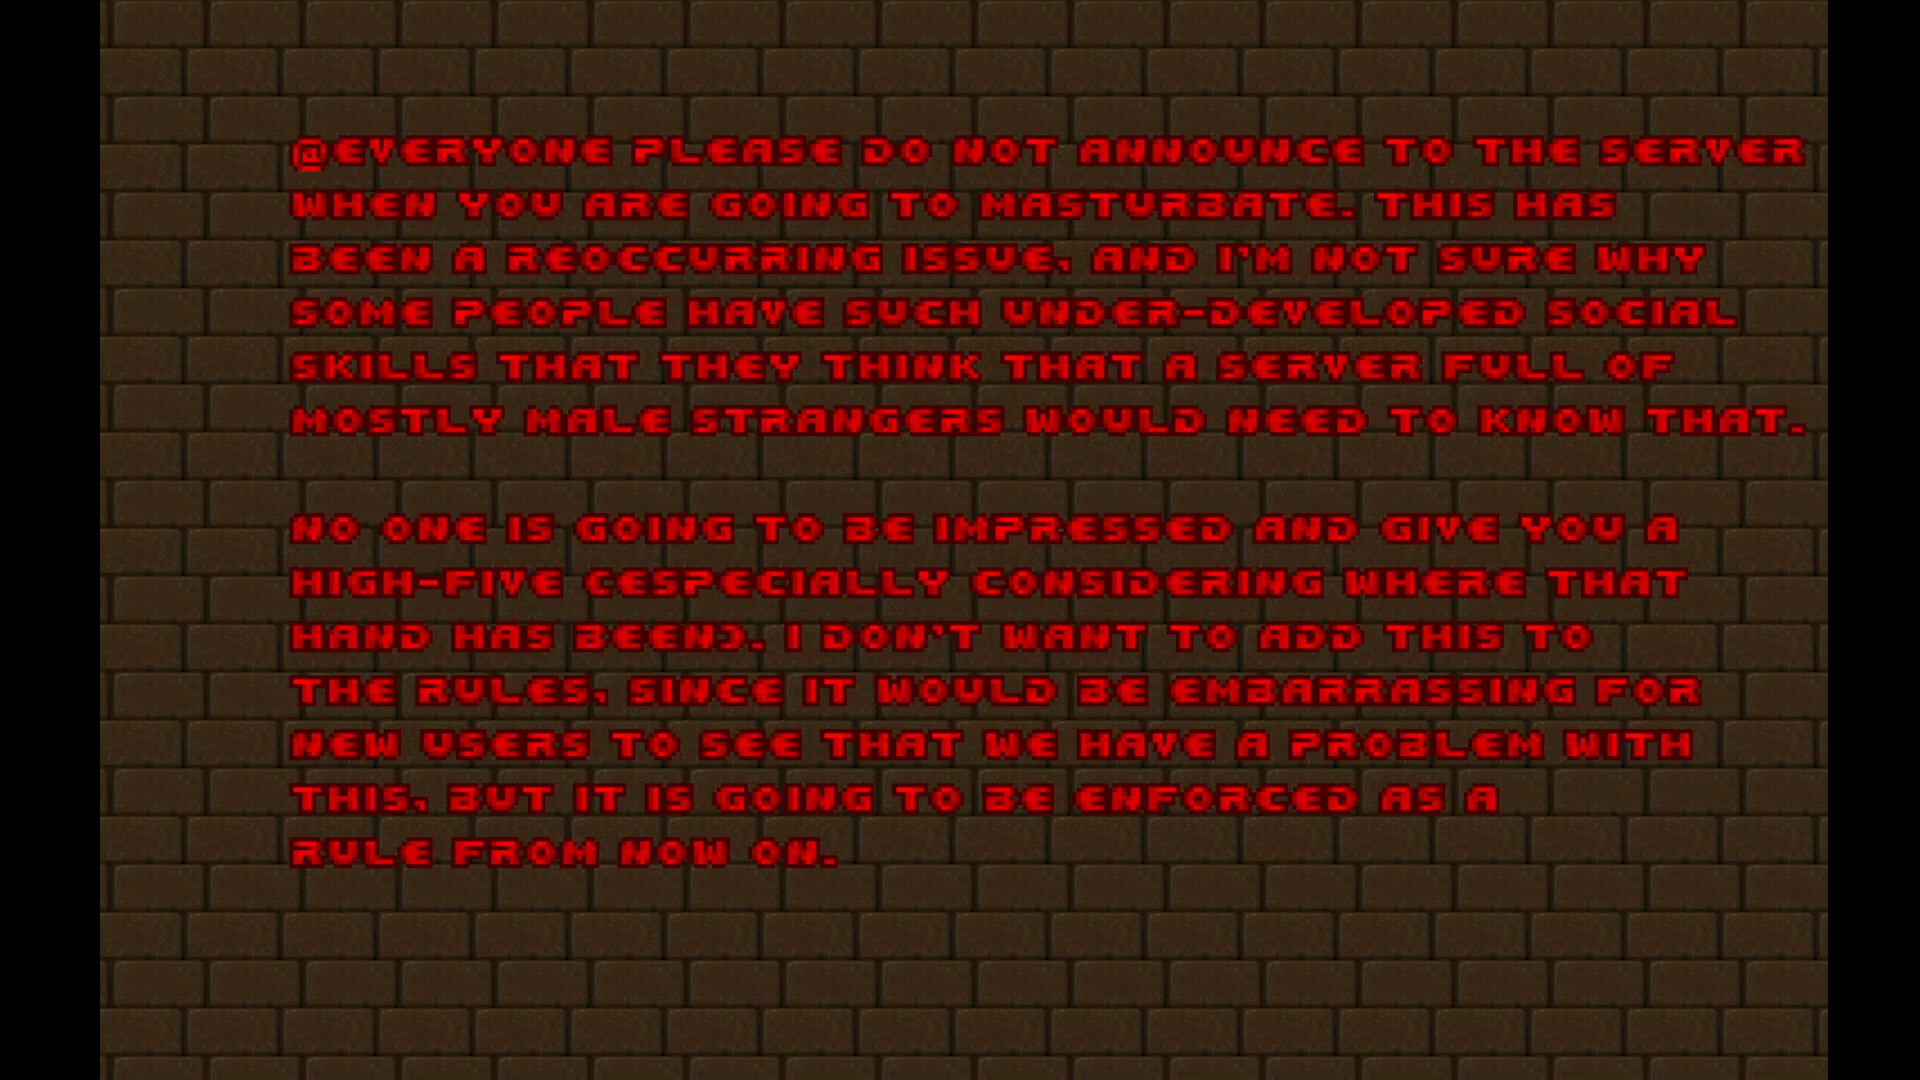 @EVERYONE PLEASE DO NOT ANNOUNCE TO THE SERVER
WHEN YOU ARE GOING TO MASTURBATE. THIS HAS
BEEN A REOCCURRING ISSUE, AND I'M NOT SURE WHY
SOME PEOPLE HAVE SUCH UNDER-DEVELOPED SOCIAL
SKILLS THAT THEY THINK THAT A SERVER FULL OF
MOSTLY MALE STRANGERS WOULD NEED TO KNOW THAT.
NO ONE IS GOING TO BE IMPRESSED AND GIVE YOU A
HIGH-FIVE (ESPECIALLY CONSIDERING WHERE THAT
HAND HAS BEEN). I DON'T WANT TO ADD THIS TO
THE RULES, SINCE IT WOULD BE EMBARRASSING FOR
NEW USERS TO SEE THAT WE HAVE A PROBLEM WITH
THIS, BUT IT IS GOING TO BE ENFORCED AS A
RULE FROM NOW ON.